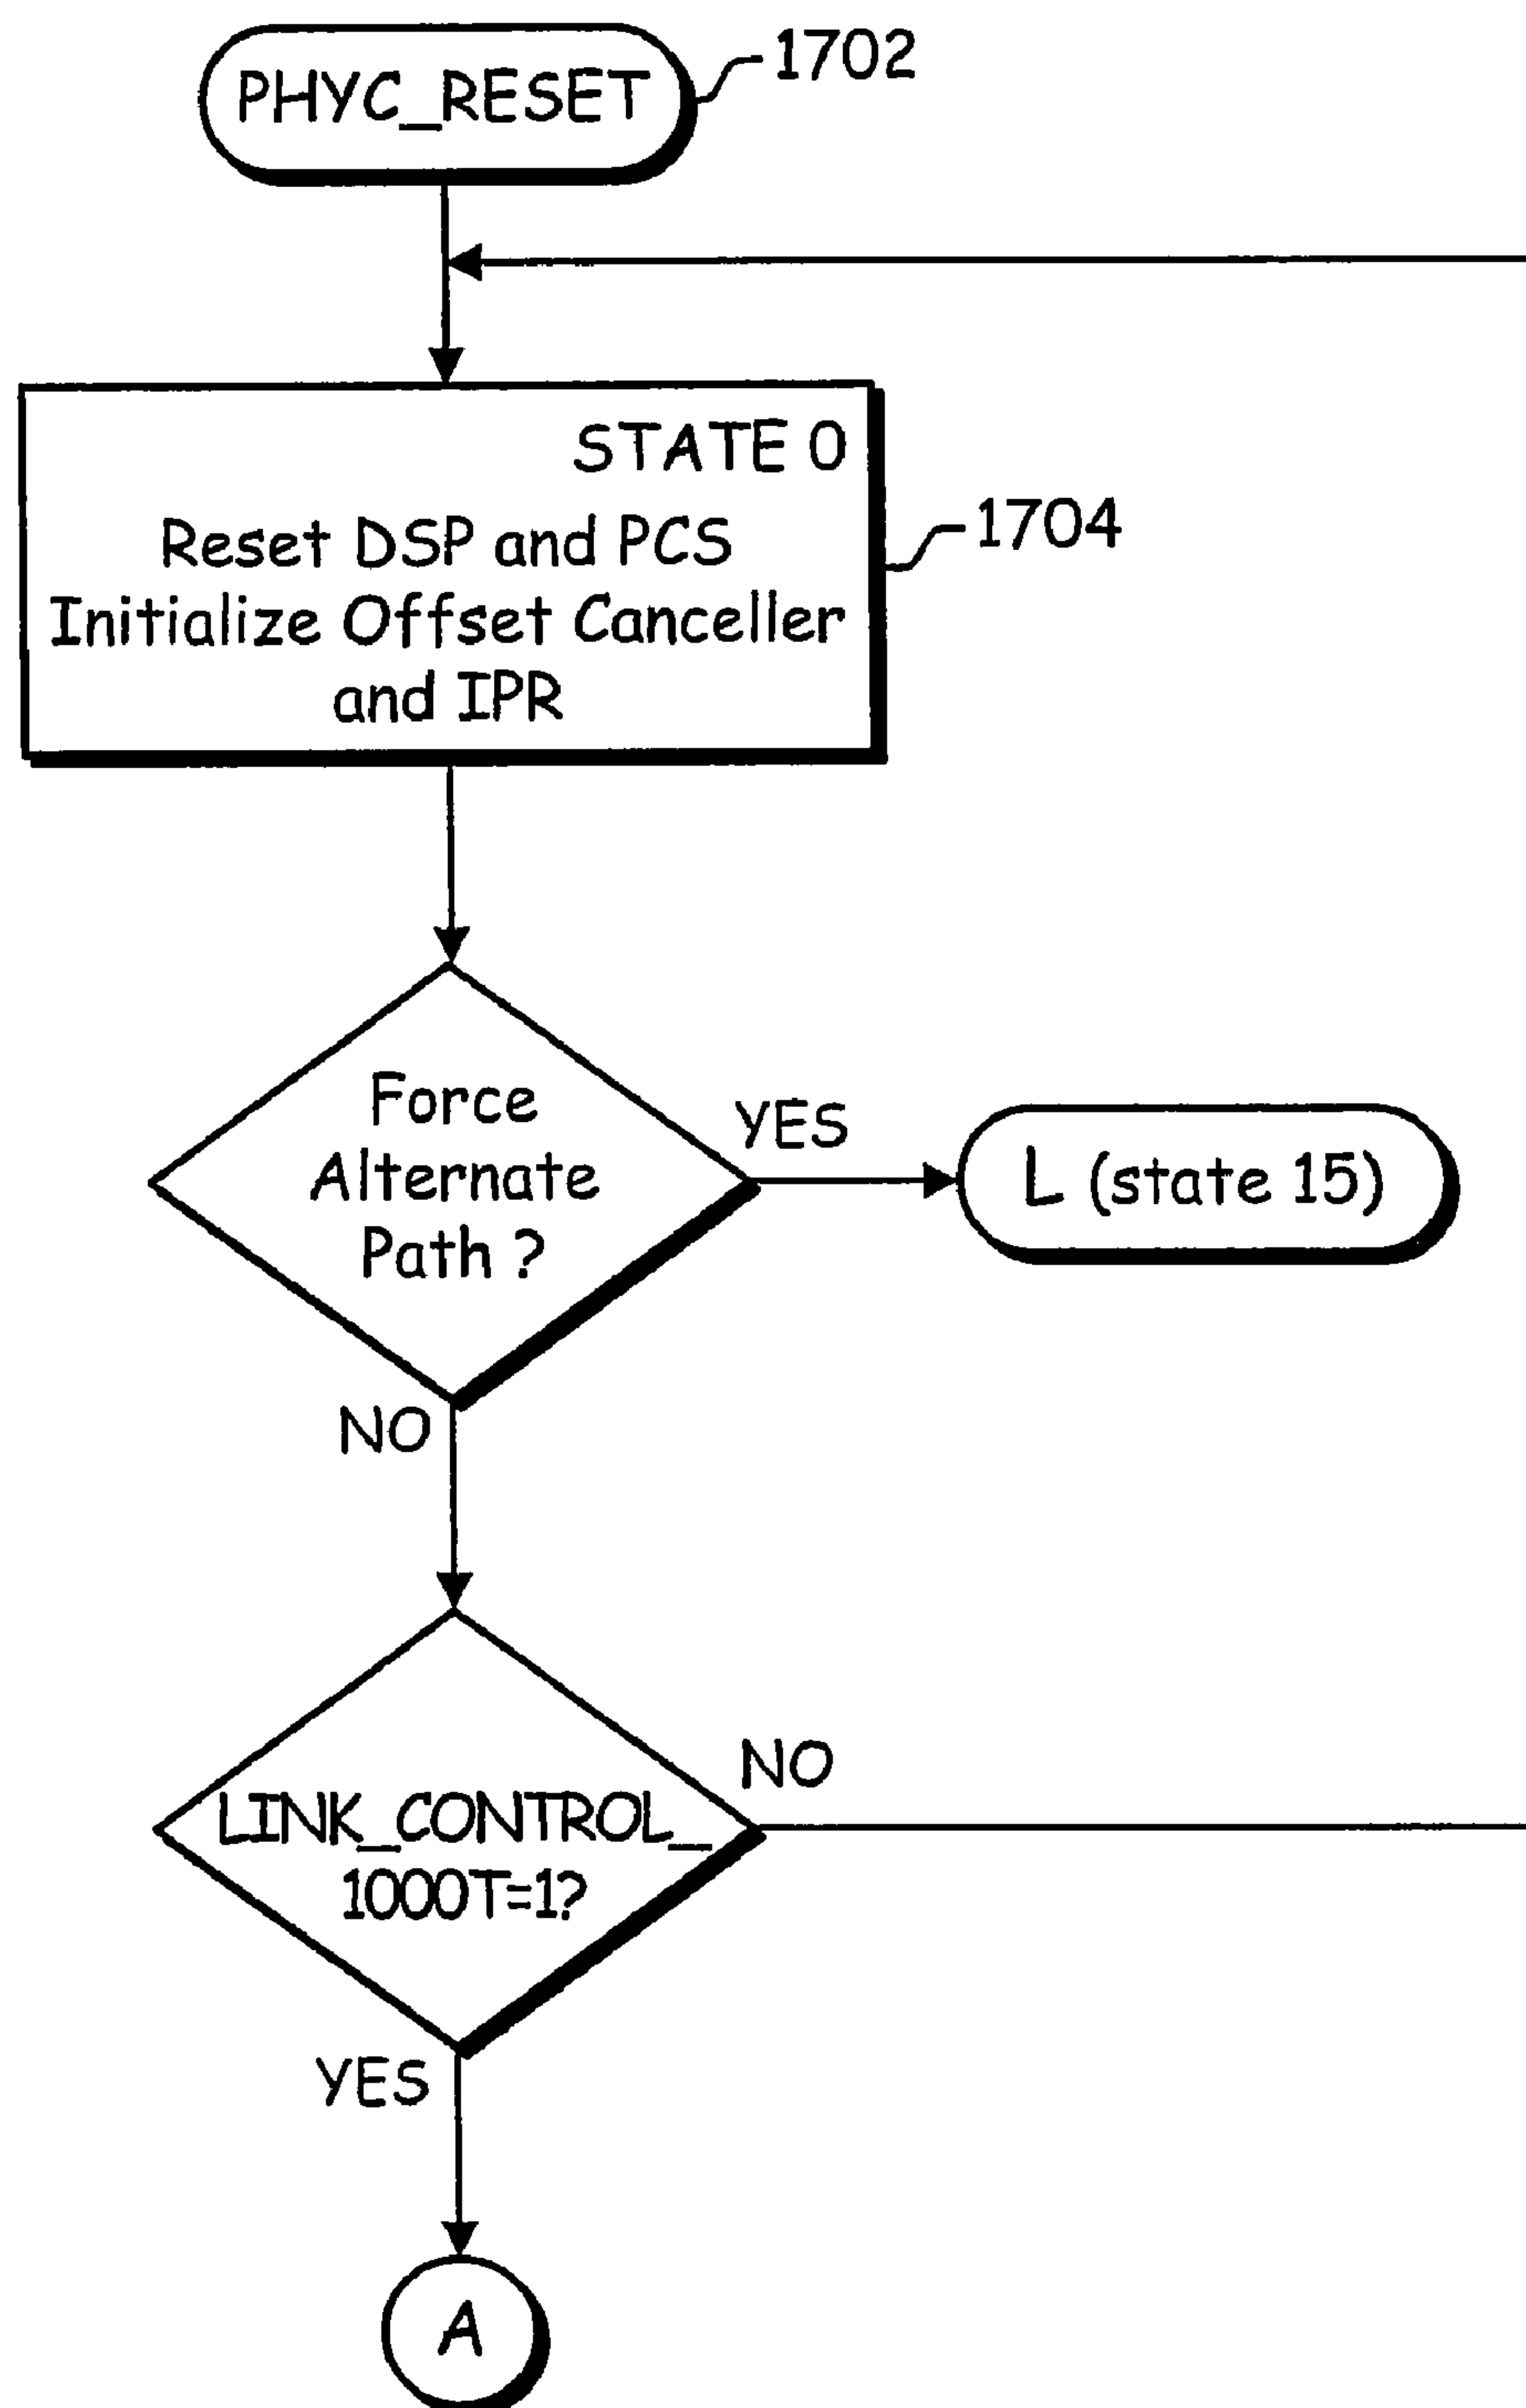 PHYC_RESET
1702
STATE 0
Reset DSP and PCS
Initialize Offset Canceller
and IPR
1704
Force
Alternate
Path ?
YES
L (state 15)
NO
LINK_CONTROL_
1000T=1?
NO
YES
A